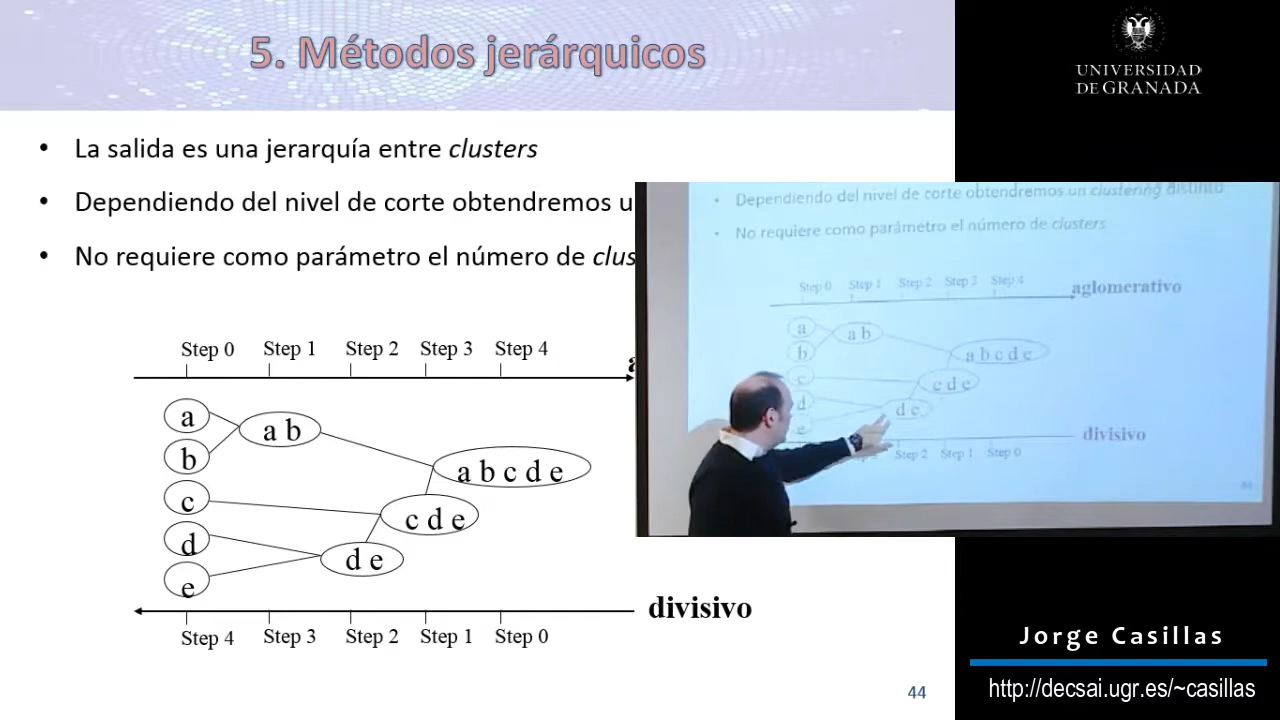 5. Métodos jerárquicos
• La salida es una jerarquía entre clusters
• Dependiendo del nivel de corte obtendremos u
• No requiere como parámetro el número de clus
Step 0 Step 1 Step 2 Step 3 Step 4
a
a
b
c
d
e
a b
a b c d e
c d e
d e
divisivo
Step 4 Step 3 Step 2 Step 1 Step 0
44
UNIVERSIDAD
DE GRANADA
• Dependiendo del nivel de corte obtendremos un clustering distinto
• No requiere como parámetro el número de clusters
Step 0 Step 1 Step 2 Step 3 Step 4
aglomerativo
a
b
c
d
e
a b
a b c d e
c d e
d e
divisivo
Step 2 Step 1 Step 0
44
Jorge Casillas
http://decsai.ugr.es/~casillas